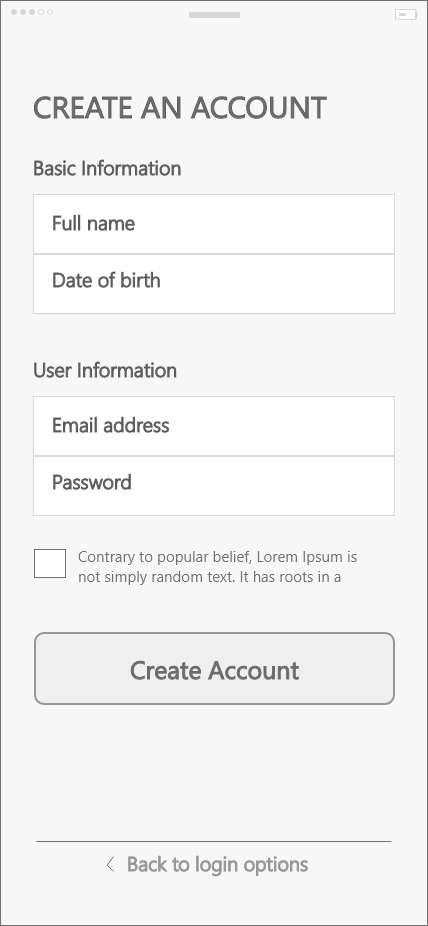 CREATE AN ACCOUNT
Basic Information
Full name
Date of birth
User Information
Email address
Password
Contrary to popular belief, Lorem Ipsum is
not simply random text. It has roots in a
Create Account
Back to login options